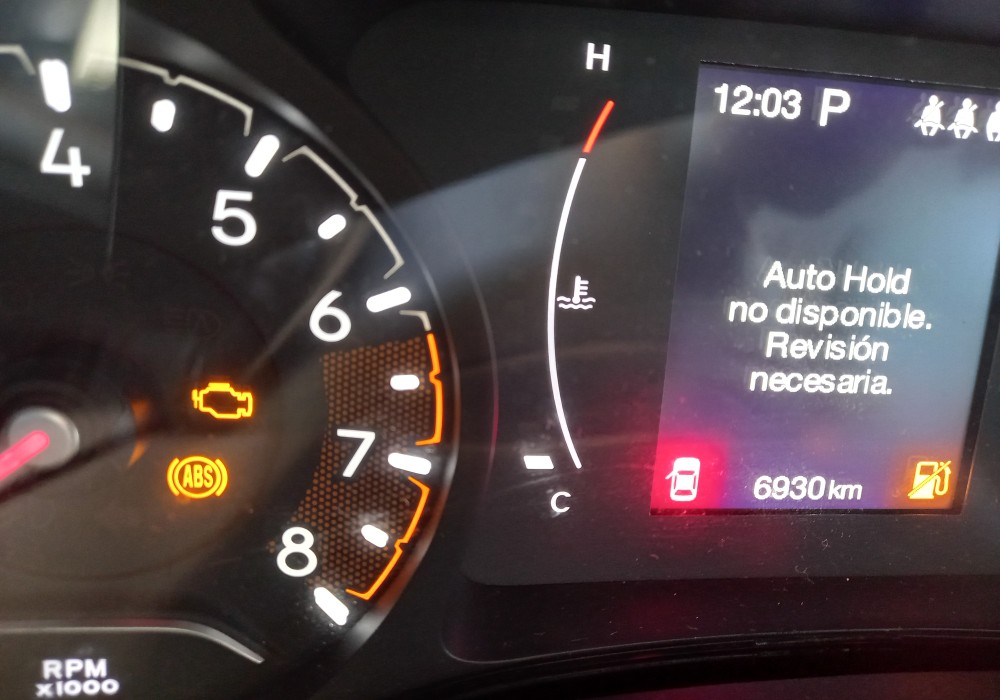 H
12:03 P
4
5
Auto Hold
no disponible.
Revisión
necesaria.
6
ABS
7
6930 km
C
8
RPM
x1000